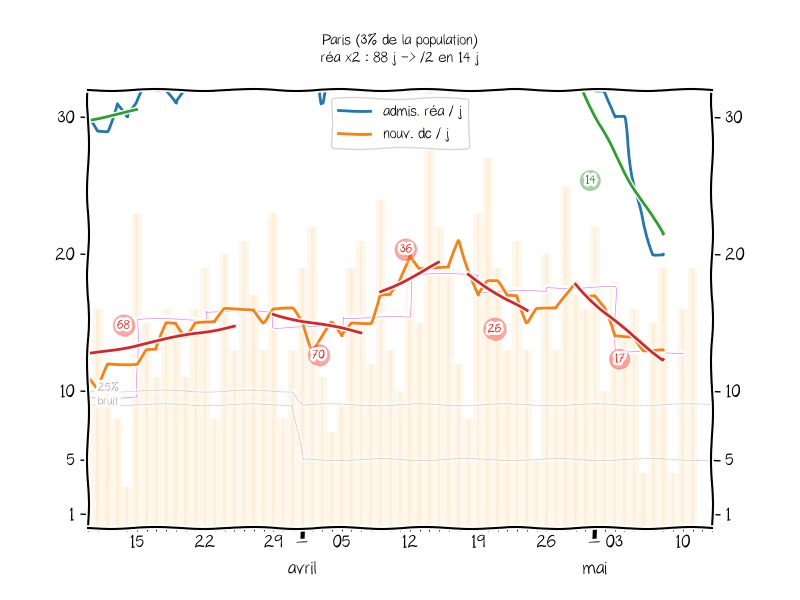 Paris (3% de la population)
réa x2 : 88 j -> /2 en 14 j
admis. réa / j
nouv. dc / j
30
30
14
20
20
36
68
26
70
17
25%
10
10
bruit
5
5
1
1
15 22 29 1 05 12 19 26 1 03 10
avril mai